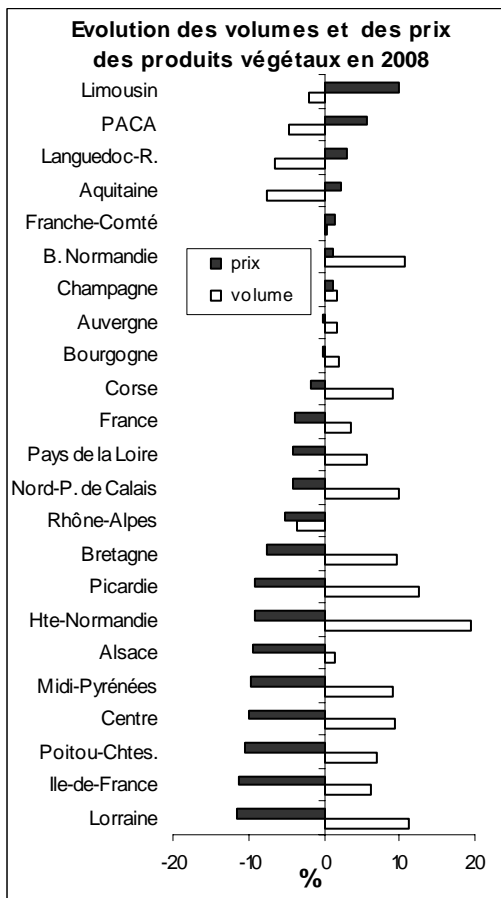 Evolution des volumes et des prix
des produits végétaux en 2008
Limousin
PACA
Languedoc-R.
Aquitaine
Franche-Comté
B. Normandie
prix
Champagne
volume
Auvergne
Bourgogne
Corse
France
Pays de la Loire
Nord-P. de Calais
Rhône-Alpes
Bretagne
Picardie
Hte-Normandie
Alsace
Midi-Pyrénées
Centre
Poitou-Chtes.
Ile-de-France
Lorraine
-20 -10 0 10 20
%